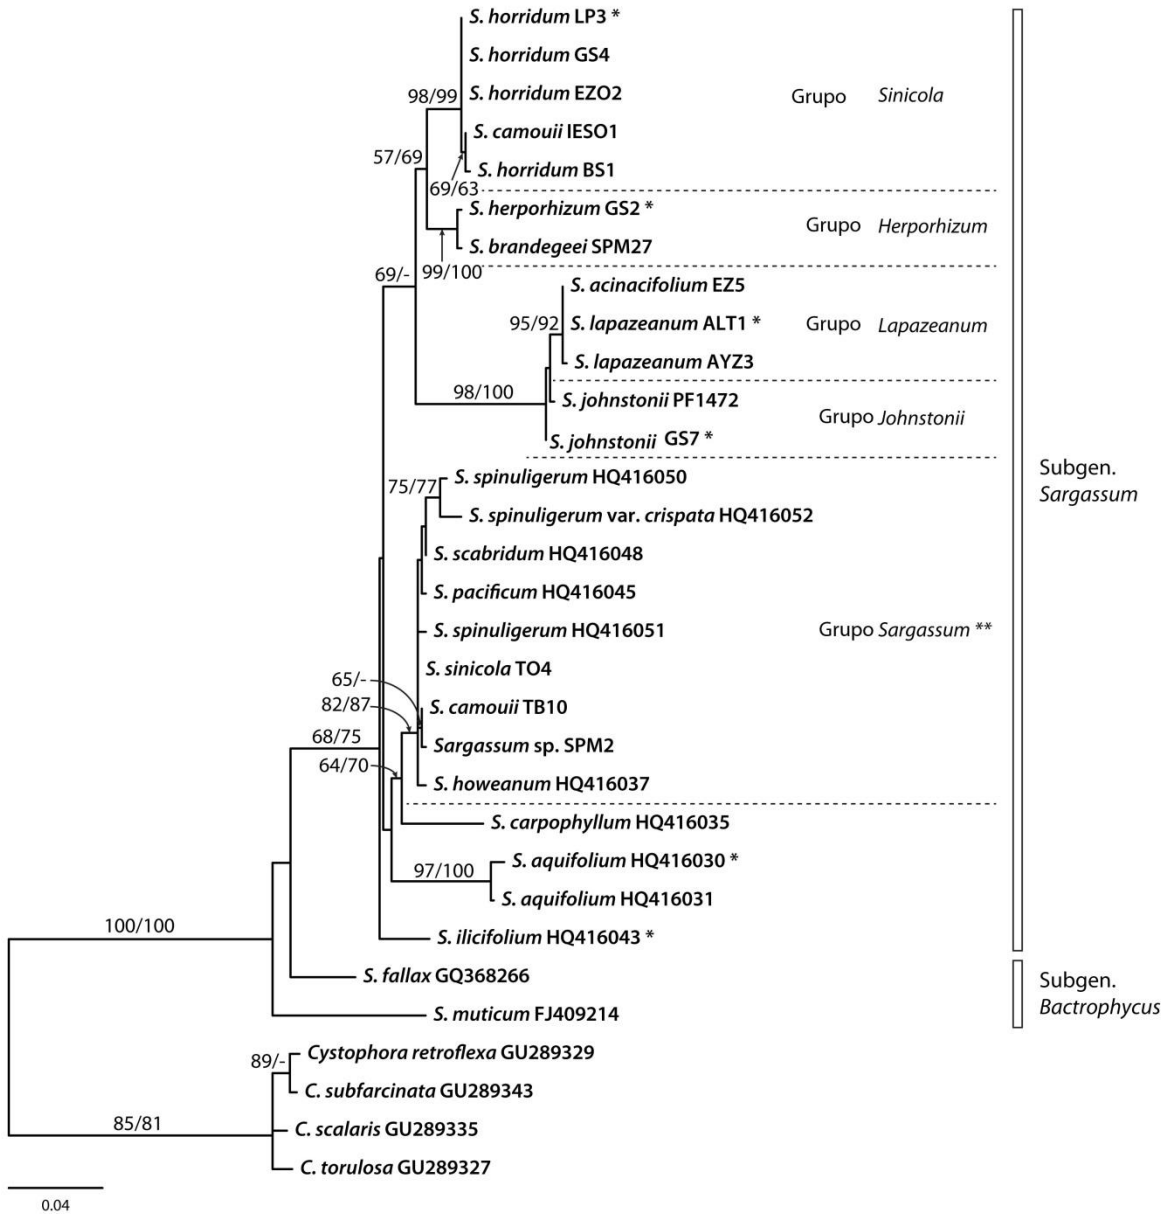 S. horridum LP3 *
S. horridum GS4
98/99
S. horridum EZO2
Grupo Sinicola
S. camouii IESO1
57/69
S. horridum BS1
69/63
S. herporhizum GS2 *
Grupo Herporhizum
S. brandegeei SPM27
69/-
99/100
S. acinacifolium EZ5
95/92
S. lapazeanum ALT1 *
Grupo Lapazeanum
S. lapazeanum AYZ3
98/100
S. johnstonii PF1472
Grupo Johnstonii
S. johnstonii GS7 *
Subgen.
Sargassum
S. spinuligerum HQ416050
75/77
S. spinuligerum var. crispata HQ416052
S. scabridum HQ416048
S. pacificum HQ416045
S. spinuligerum HQ416051
Grupo Sargassum **
S. sinicola TO4
65/-
82/87
S. camouii TB10
68/75
Sargassum sp. SPM2
64/70
S. howeanum HQ416037
S. carpophyllum HQ416035
97/100
S. aquifolium HQ416030 *
S. aquifolium HQ416031
100/100
S. ilicifolium HQ416043 *
S. fallax GQ368266
Subgen.
Bactrophycus
S. muticum FJ409214
Cystophora retroflexa GU289329
89/-
C. subfarcinata GU289343
85/81
C. scalaris GU289335
C. torulosa GU289327
0.04